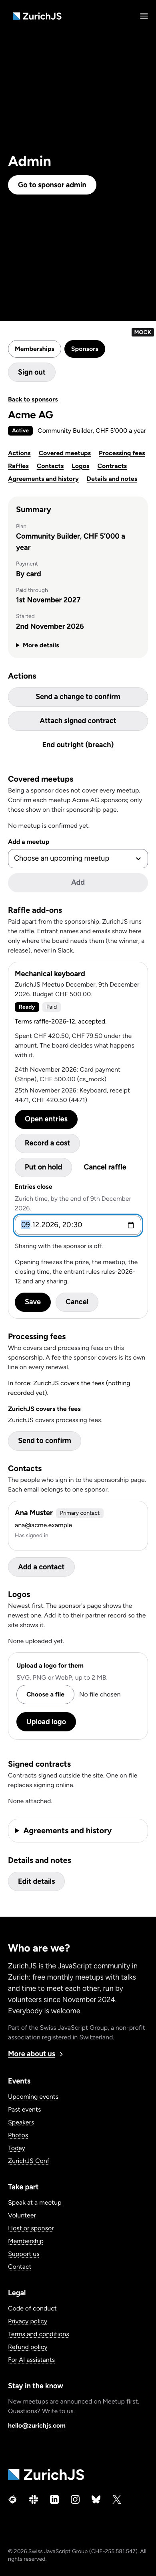 ZurichJS
Admin
Go to sponsor admin
MOCK
Memberships
Sponsors
Sign out
Back to sponsors
Acme AG
Active
Community Builder, CHF 5'000 a year
Actions
Covered meetups
Processing fees
Raffles
Contacts
Logos
Contracts
Agreements and history
Details and notes
Summary
Plan
Community Builder, CHF 5'000 a
year
Payment
By card
Paid through
1st November 2027
Started
2nd November 2026
More details
Actions
Send a change to confirm
Attach signed contract
End outright (breach)
Covered meetups
Being a sponsor does not cover every meetup.
Confirm each meetup Acme AG sponsors; only
those show on their sponsorship page.
No meetup is confirmed yet.
Add a meetup
Choose an upcoming meetup
Add
Raffle add-ons
Paid apart from the sponsorship. ZurichJS runs
the raffle. Entrant names and emails show here
only where the record needs them (the winner, a
release), never in Slack.
Mechanical keyboard
ZurichJS Meetup December, 9th December
2026. Budget CHF 500.00.
Ready
Paid
Terms raffle-2026-12, accepted.
Spent CHF 420.50, CHF 79.50 under the
amount. The board decides what happens
with it.
24th November 2026: Card payment
(Stripe), CHF 500.00 (cs_mock)
25th November 2026: Keyboard, receipt
4471, CHF 420.50 (4471)
Open entries
Record a cost
Put on hold
Cancel raffle
Entries close
Zurich time, by the end of 9th December
2026.
09.12.2026, 20:30
Sharing with the sponsor is off.
Opening freezes the prize, the meetup, the
closing time, the entrant rules rules-2026-
12 and any sharing.
Save
Cancel
Processing fees
Who covers card processing fees on this
sponsorship. A fee the sponsor covers is its own
line on every renewal.
In force: ZurichJS covers the fees (nothing
recorded yet).
ZurichJS covers the fees
ZurichJS covers processing fees.
Send to confirm
Contacts
The people who sign in to the sponsorship page.
Each email belongs to one sponsor.
Ana Muster
Primary contact
ana@acme.example
Has signed in
Add a contact
Logos
Newest first. The sponsor's page shows the
newest one. Add it to their partner record so the
site shows it.
None uploaded yet.
Upload a logo for them
SVG, PNG or WebP, up to 2 MB.
Choose a file
No file chosen
Upload logo
Signed contracts
Contracts signed outside the site. One on file
replaces signing online.
None attached.
Agreements and history
Details and notes
Edit details
Who are we?
ZurichJS is the JavaScript community in
Zurich: free monthly meetups with talks
and time to meet each other, run by
volunteers since November 2024.
Everybody is welcome.
Part of the Swiss JavaScript Group, a non-profit
association registered in Switzerland.
More about us
Events
Upcoming events
Past events
Speakers
Photos
Today
ZurichJS Conf
Take part
Speak at a meetup
Volunteer
Host or sponsor
Membership
Support us
Contact
Legal
Code of conduct
Privacy policy
Terms and conditions
Refund policy
For AI assistants
Stay in the know
New meetups are announced on Meetup first.
Questions? Write to us.
hello@zurichjs.com
ZurichJS
© 2026 Swiss JavaScript Group (CHE-255.581.547). All
rights reserved.